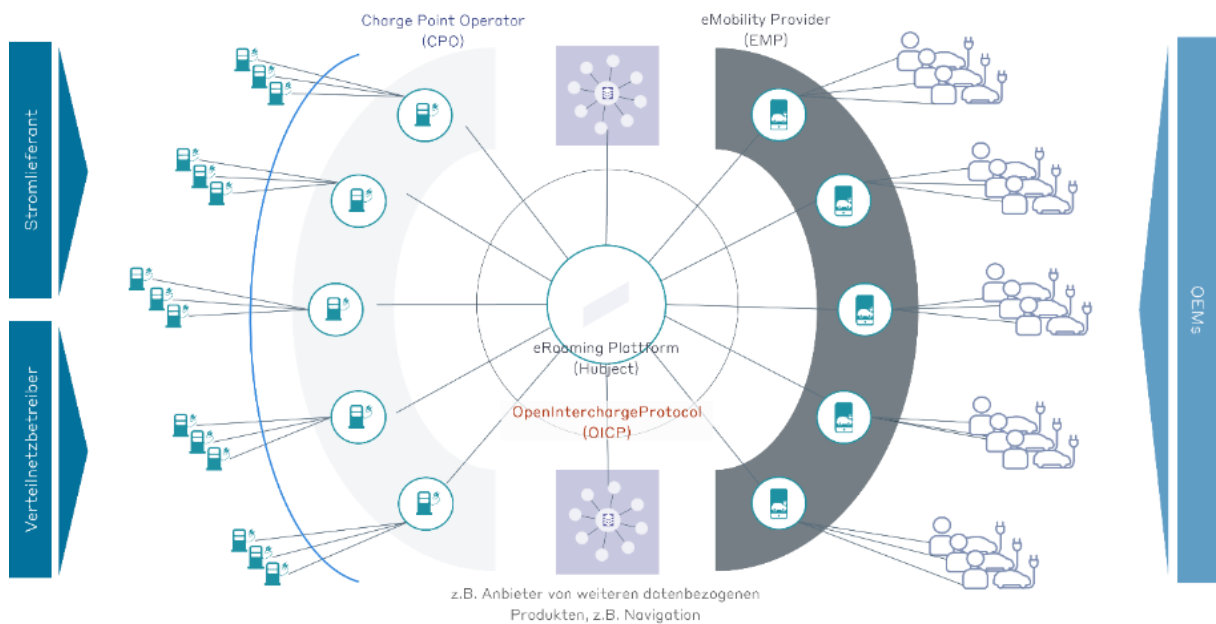 Charge Point Operator
(CPO)
eMobility Provider
(EMP)
Stromlieferant
Verteilnetzbetreiber
OEMs
eRoaming Plattform
(Hubject)
OpenInterchargeProtocol
(OICP)
z.B. Anbieter von weiteren datenbezogenen
Produkten, z.B. Navigation